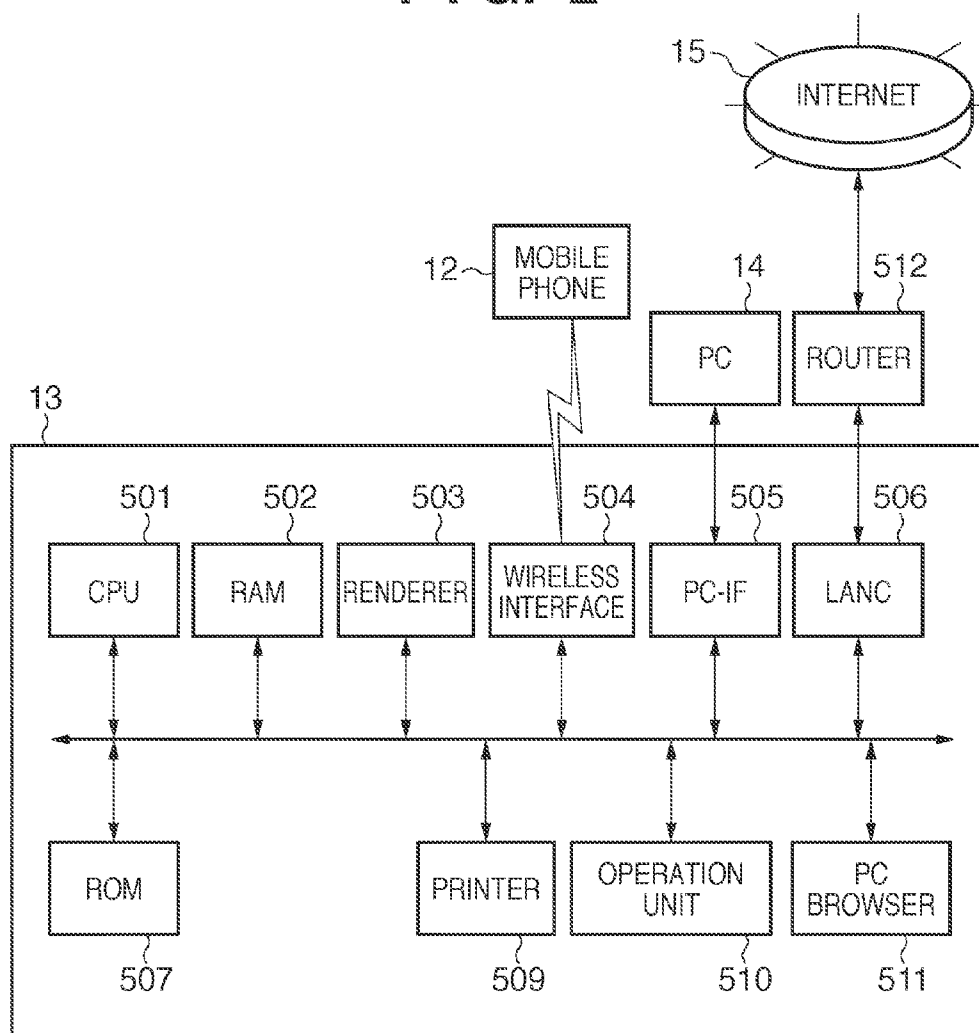 15
INTERNET
12
MOBILE
PHONE
14
PC
512
ROUTER
13
501
CPU
502
RAM
503
RENDERER
504
WIRELESS
INTERFACE
505
PC-IF
506
LANC
ROM
507
PRINTER
509
OPERATION
UNIT
510
PC
BROWSER
511